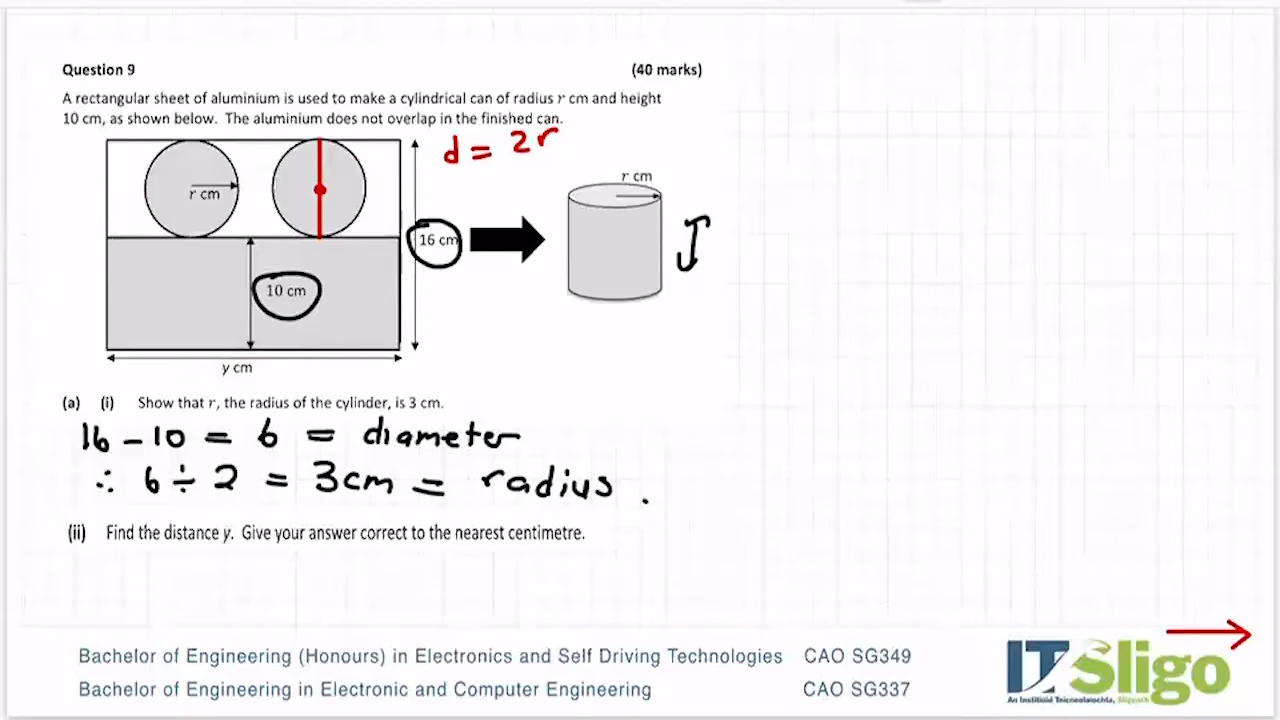 Question 9 (40 marks)
A rectangular sheet of aluminium is used to make a cylindrical can of radius r cm and height
10 cm, as shown below. The aluminium does not overlap in the finished can.
d = 2r
r cm
r cm
16 cm
10 cm
y cm
(a) (i) Show that r, the radius of the cylinder, is 3 cm.
16 – 10 = 6 = diameter
∴ 6 ÷ 2 = 3cm = radius .
(ii) Find the distance y. Give your answer correct to the nearest centimetre.
Bachelor of Engineering (Honours) in Electronics and Self Driving Technologies CAO SG349
Bachelor of Engineering in Electronic and Computer Engineering CAO SG337
IT Sligo
An Institiúid Teicneolaíochta, Sligeach